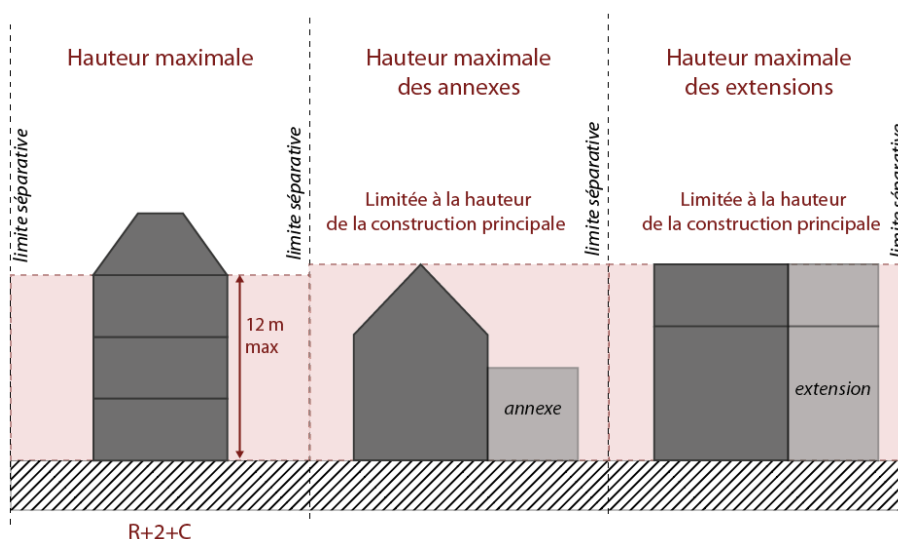 Hauteur maximale
limite séparative
limite séparative
12 m
max
R+2+C
Hauteur maximale
des annexes
Limitée à la hauteur
de la construction principale
limite séparative
annexe
Hauteur maximale
des extensions
Limitée à la hauteur
de la construction principale
limite séparative
extension